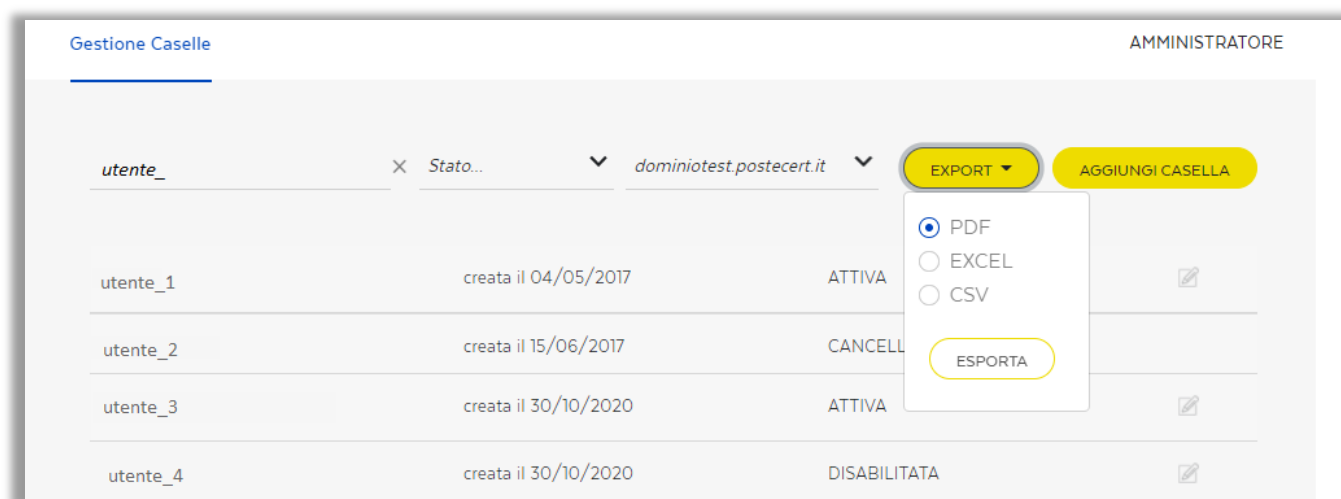 Gestione Caselle AMMINISTRATORE
utente_ Stato... dominiotest.postecert.it EXPORT AGGIUNGI CASELLA
PDF
EXCEL
CSV
ESPORTA
utente_1 creata il 04/05/2017 ATTIVA
utente_2 creata il 15/06/2017 CANCELL
utente_3 creata il 30/10/2020 ATTIVA
utente_4 creata il 30/10/2020 DISABILITATA